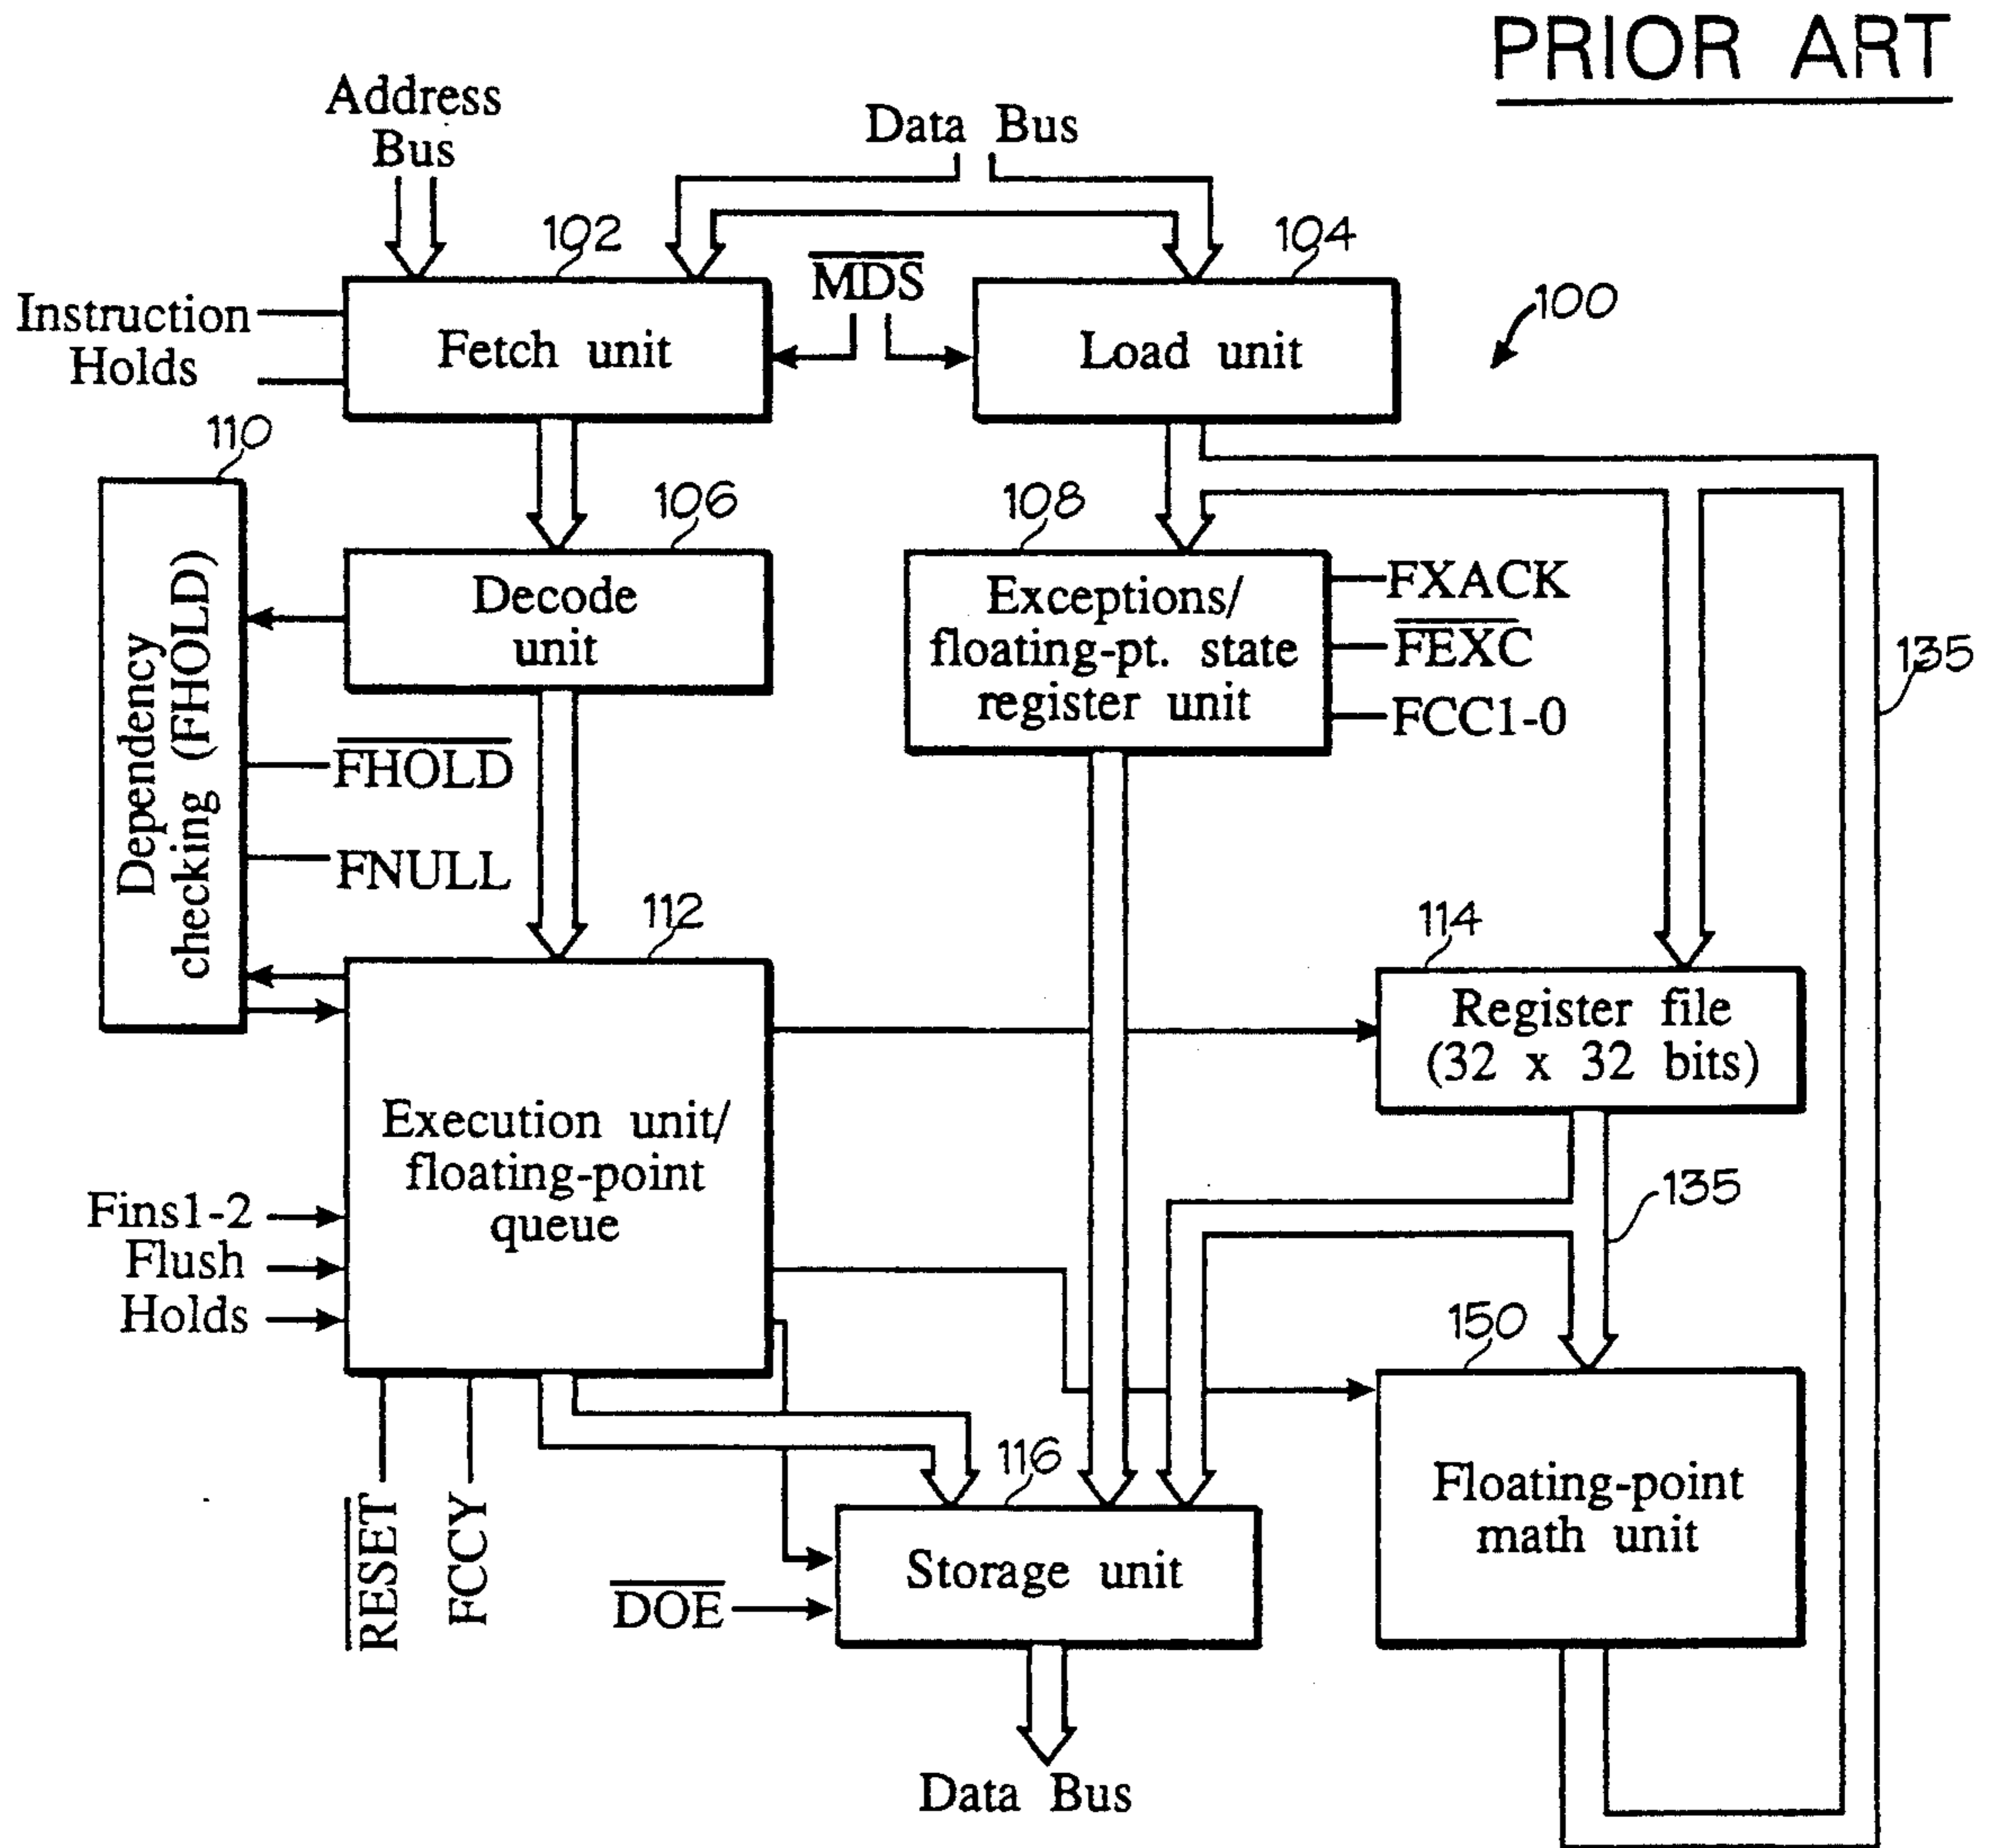 PRIOR ART
Address
Bus
Data Bus
102
104
MDS
100
Instruction
Holds
Fetch unit
Load unit
110
106
108
Dependency
checking (FHOLD)
Decode
unit
Exceptions/
floating-pt. state
register unit
FXACK
FEXC
FCC1-0
135
FHOLD
FNULL
112
114
Register file
(32 x 32 bits)
Execution unit/
floating-point
queue
135
Fins1-2
Flush
Holds
150
116
Floating-point
math unit
RESET
FCCY
Storage unit
DOE
Data Bus